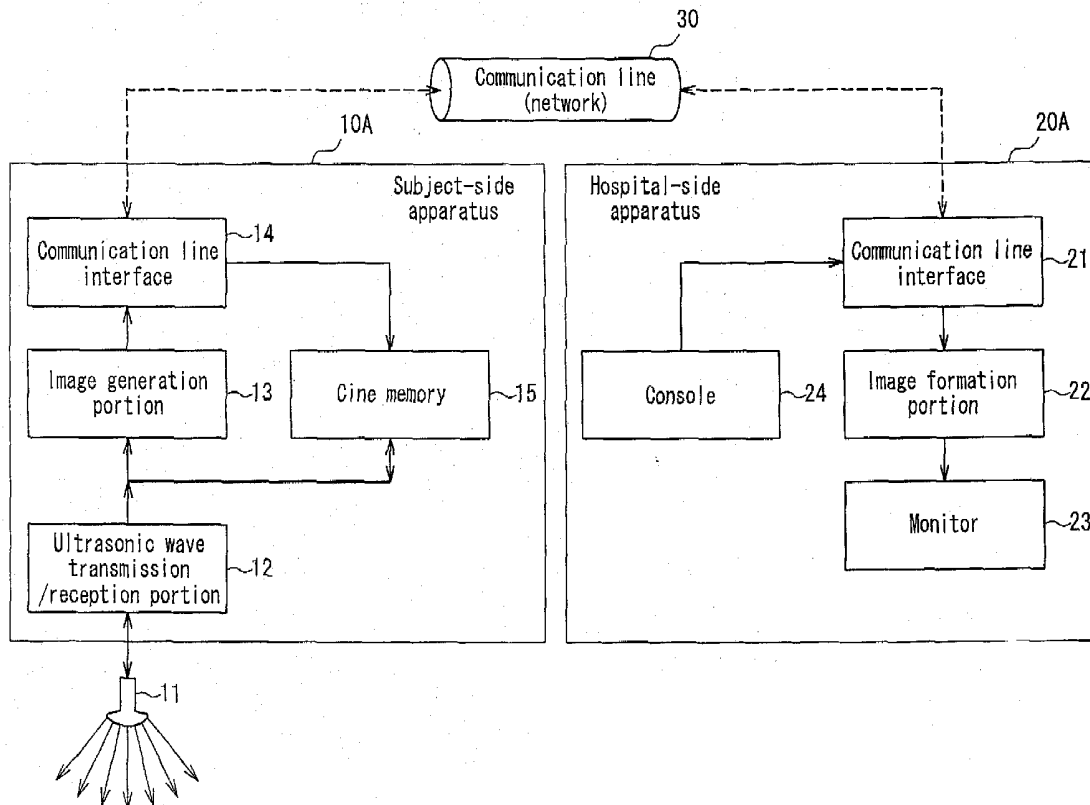 30
Communication line
(network)
10A
20A
Subject-side
apparatus
Hospital-side
apparatus
Communication line
interface
14
Communication line
interface
21
Image generation
portion
13
Cine memory
15
Console
24
Image formation
portion
22
Ultrasonic wave
transmission
/reception portion
12
Monitor
23
11